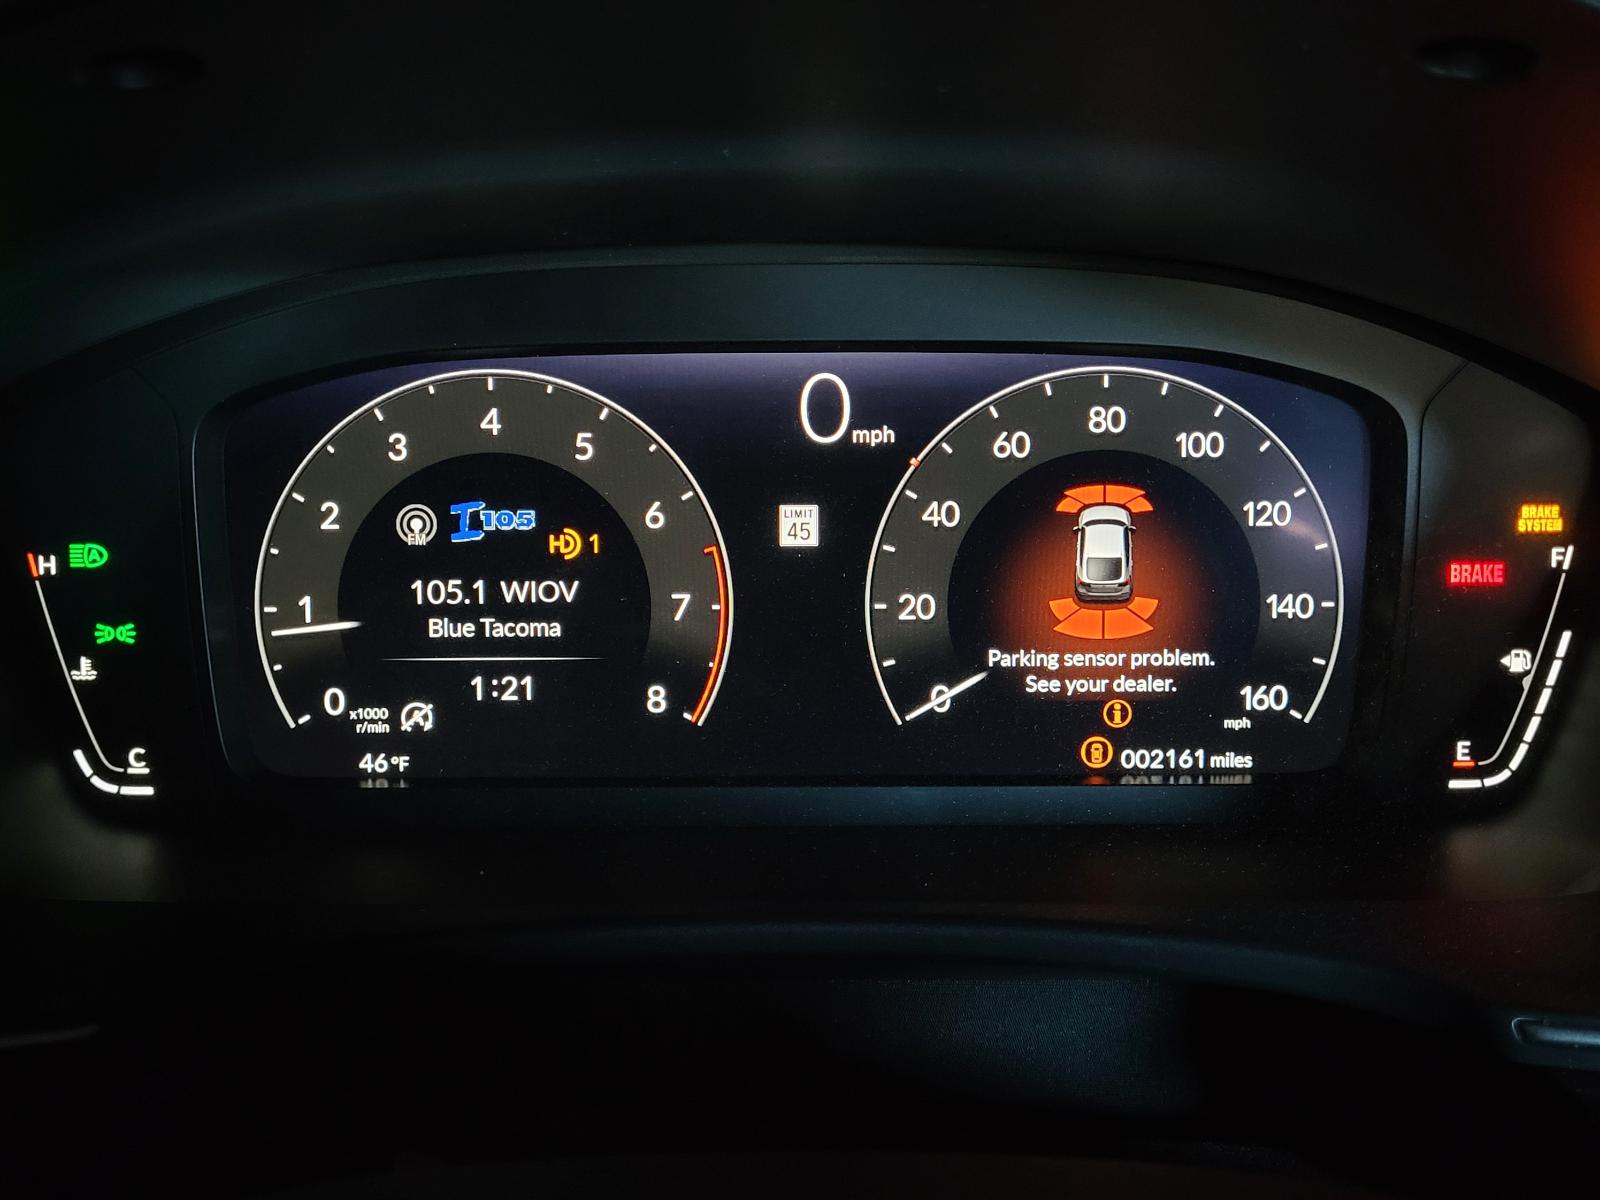 0 mph
LIMIT
45
0
1
2
3
4
5
6
7
8
x1000
r/min
FM
I 105
HD 1
105.1 WIOV
Blue Tacoma
1:21
46°F
0
20
40
60
80
100
120
140
160
mph
Parking sensor problem.
See your dealer.
i
002161 miles
H
A
C
BRAKE
SYSTEM
BRAKE
F
E